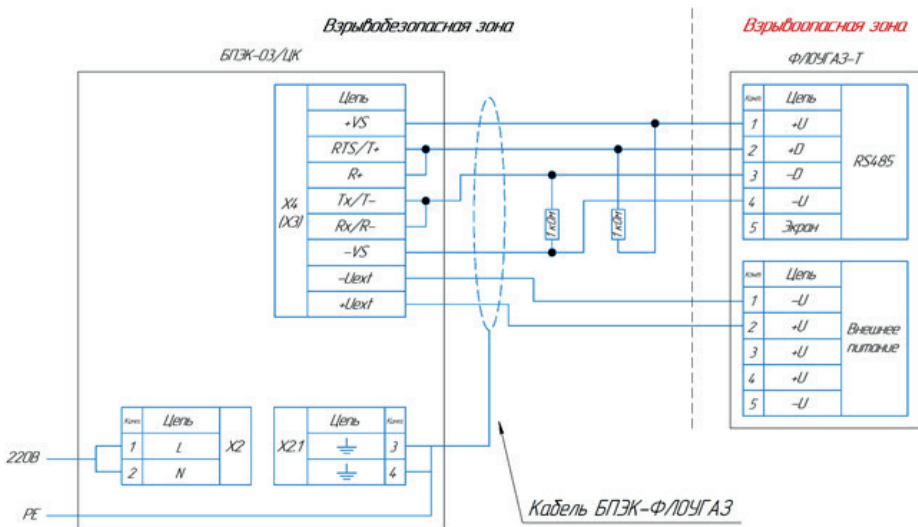 Взрывобезопасная зона
Взрывоопасная зона
БПЭК-03/ЦК
ФЛОУГАЗ-Т
X4
(X3)
Цепь
+VS
RTS/T+
R+
Tx/T-
Rx/R-
-VS
-Uext
+Uext
1 кОм
1 кОм
Конт. Цепь
1 +U
2 +D
3 -D
4 -U
5 Экран
RS485
Конт. Цепь
1 -U
2 +U
3 +U
4 +U
5 -U
Внешнее
питание
Конт. Цепь
1 L
2 N
X2
X2.1
Цепь Конт.
3
4
220В
PE
Кабель БПЭК-ФЛОУГАЗ